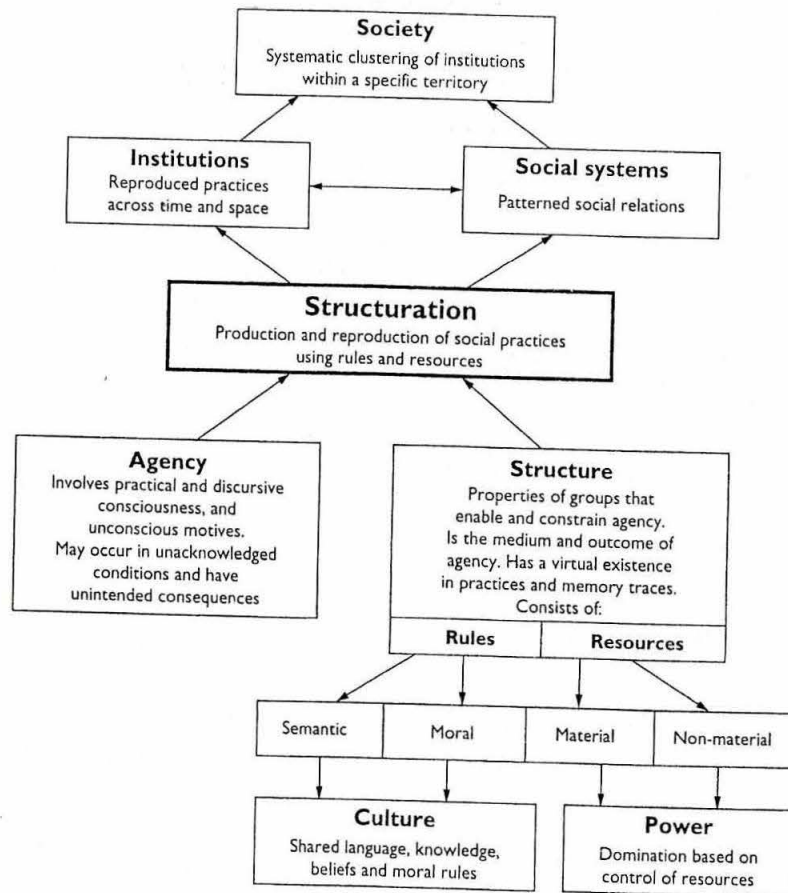 Society
Systematic clustering of institutions
within a specific territory
Institutions
Reproduced practices
across time and space
Social systems
Patterned social relations
Structuration
Production and reproduction of social practices
using rules and resources
Agency
Involves practical and discursive
consciousness, and
unconscious motives.
May occur in unacknowledged
conditions and have
unintended consequences
Structure
Properties of groups that
enable and constrain agency.
Is the medium and outcome of
agency. Has a virtual existence
in practices and memory traces.
Consists of:
Rules
Resources
Semantic
Moral
Material
Non-material
Culture
Shared language, knowledge,
beliefs and moral rules
Power
Domination based on
control of resources